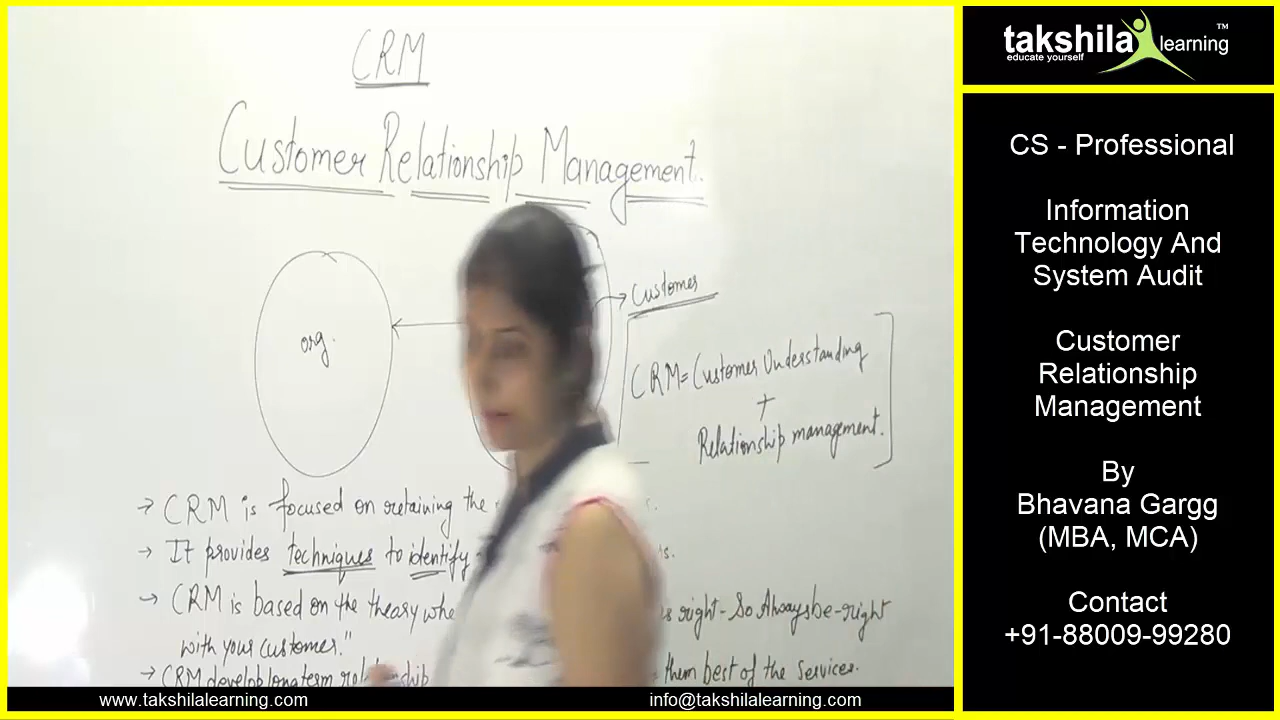 CRM
Customer Relationship Management.
org.
Customer
CRM = Customer Understanding
+
Relationship management.
→ CRM is focused on retaining the
→ It provides techniques to identify
→ CRM is based on the theary whe s right - So Always be - right
with your customer."
→ CRM develop long term relationship them best of the services.
takshila learning ™
educate yourself
CS - Professional
Information
Technology And
System Audit
Customer
Relationship
Management
By
Bhavana Gargg
(MBA, MCA)
Contact
+91-88009-99280
www.takshilalearning.com
info@takshilalearning.com